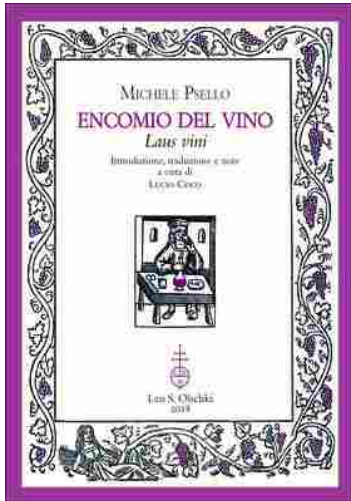 MICHELE PSELLO
ENCOMIO DEL VINO
Laus vini
Introduzione, traduzione e note
a cura di
LUCIO COCO
Leo S. Olschki
2018